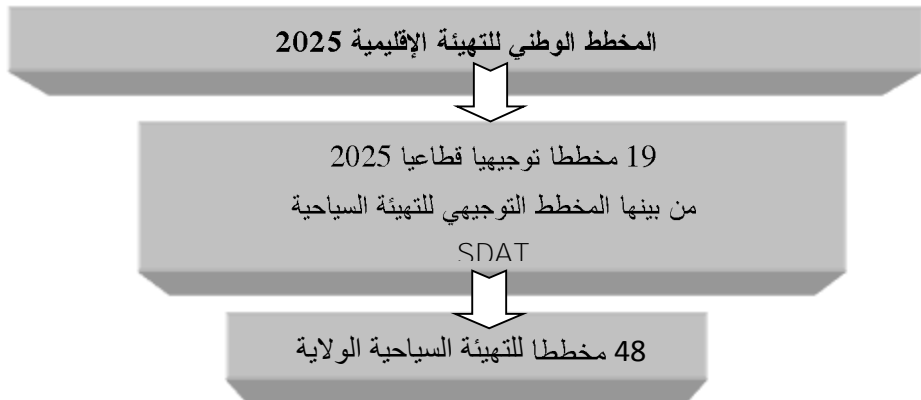 المخطط الوطني للتهيئة الإقليمية 2025
19 مخططا توجيهيا قطاعيا 2025
من بينها المخطط التوجيهي للتهيئة السياحية
SDAT
48 مخططا للتهيئة السياحية الولاية